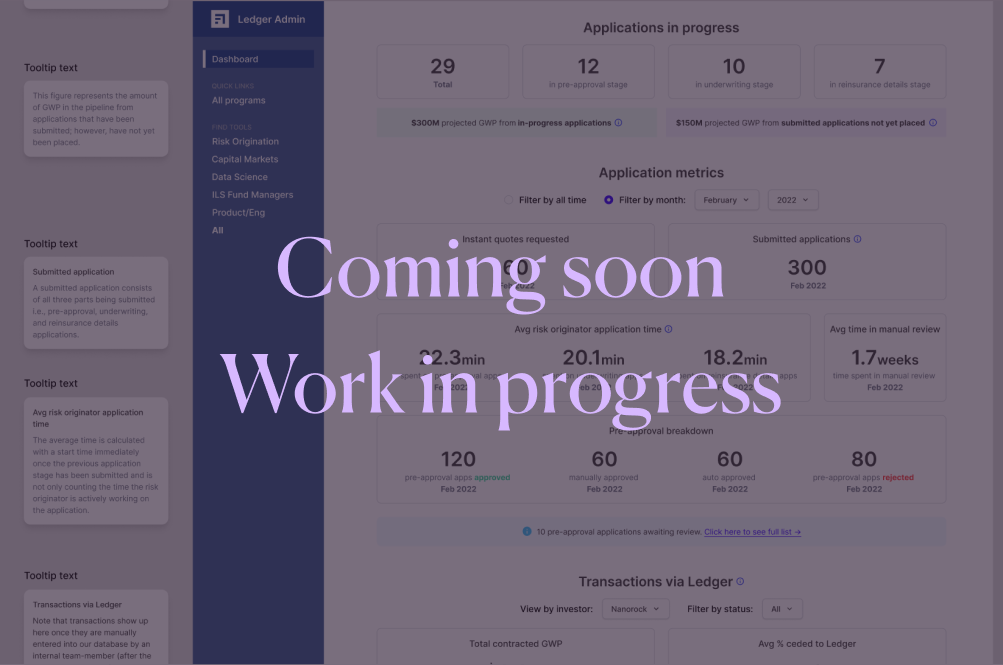 Tooltip text
This figure represents the amount
of GWP in the pipeline from
applications that have been
submitted; however, have not yet
been placed.
Tooltip text
Submitted application
A submitted application consists
of all three parts being submitted
i.e., pre-approval, underwriting,
and reinsurance details
applications.
Tooltip text
Avg risk originator application
time
The average time is calculated
with a start time immediately
once the previous application
stage has been submitted end is
not only counting the time the risk
originator is actively working on
the application.
Tooltip text
Transactions via Ledger
Note that transactions show up
here once they are manually
entered into our database by an
internal team-member (after the
Ledger Admin
Dashboard
QUICK LINKS
All programs
FIND TOOLS
Risk Origination
Capital Markets
Data Science
ILS Fund Managers
Product/Eng
All
Applications in progress
29 12 10 7
Total in pre-approval stage in underwriting stage in reinsurance details stage
$300M projected GWP from in-progress applications $150M projected GWP from submitted applications not yet placed
Application metrics
Filter by all time Filter by month: February 2022
Instant quotes requested Submitted applications
60 300
Feb 2022 Feb 2022
Coming soon
Avg risk originator application time Avg time in manual review
22.3min 20.1min 18.2min 1.7weeks
time spent in manual review
Feb 2022 Feb 2022
Work in progress
Pre-approval breakdown
120 60 60 80
pre-approval apps approved manually approved auto approved pre-approval apps rejected
Feb 2022 Feb 2022 Feb 2022 Feb 2022
10 pre-approval applications awaiting review. Click here to see full list →
Transactions via Ledger
View by investor: Nanorock Filter by status: All
Total contracted GWP Avg % ceded to Ledger